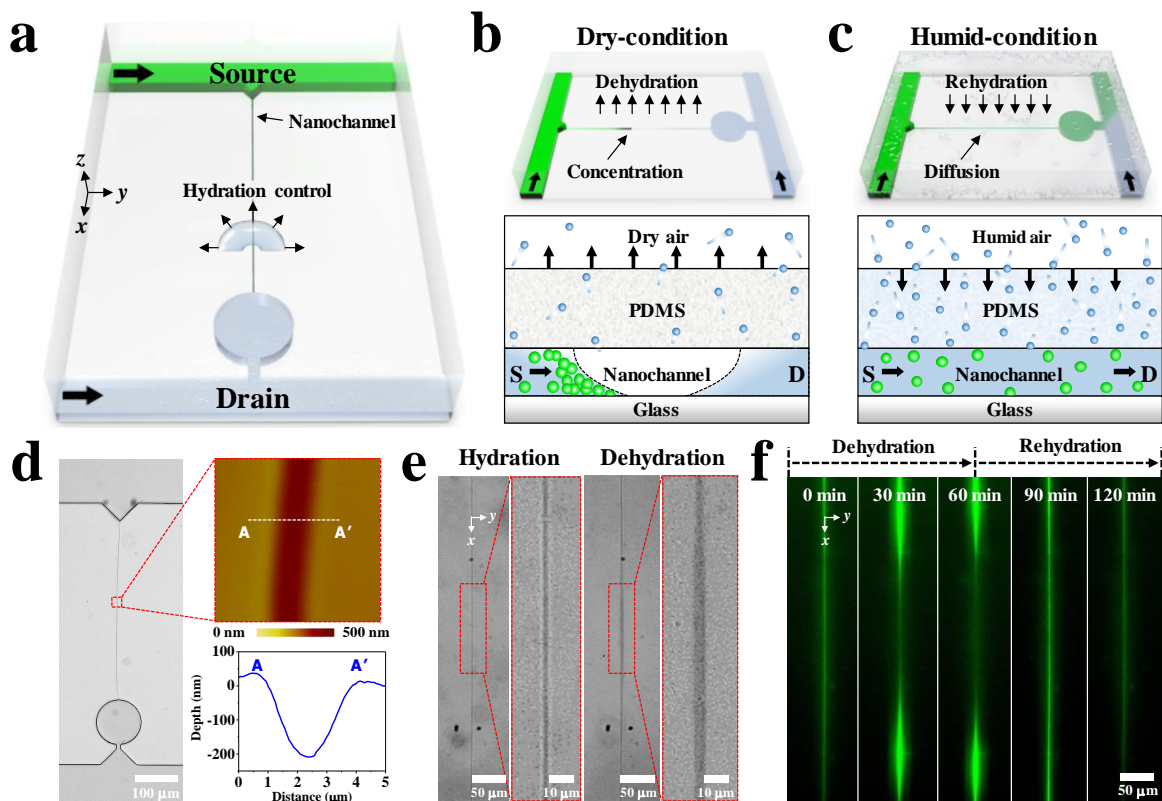 a
Source
Nanochannel
Hydration control
z
y
x
Drain
b
Dry-condition
Dehydration
Concentration
Dry air
PDMS
S
Nanochannel
D
Glass
c
Humid-condition
Rehydration
Diffusion
Humid air
PDMS
S
Nanochannel
D
Glass
d
100 μm
A
A′
0 nm
500 nm
A
A′
Depth (nm)
100
0
-100
-200
0 1 2 3 4 5
Distance (μm)
e
Hydration
Dehydration
y
x
50 μm
10 μm
50 μm
10 μm
f
Dehydration
Rehydration
0 min
30 min
60 min
90 min
120 min
y
x
50 μm